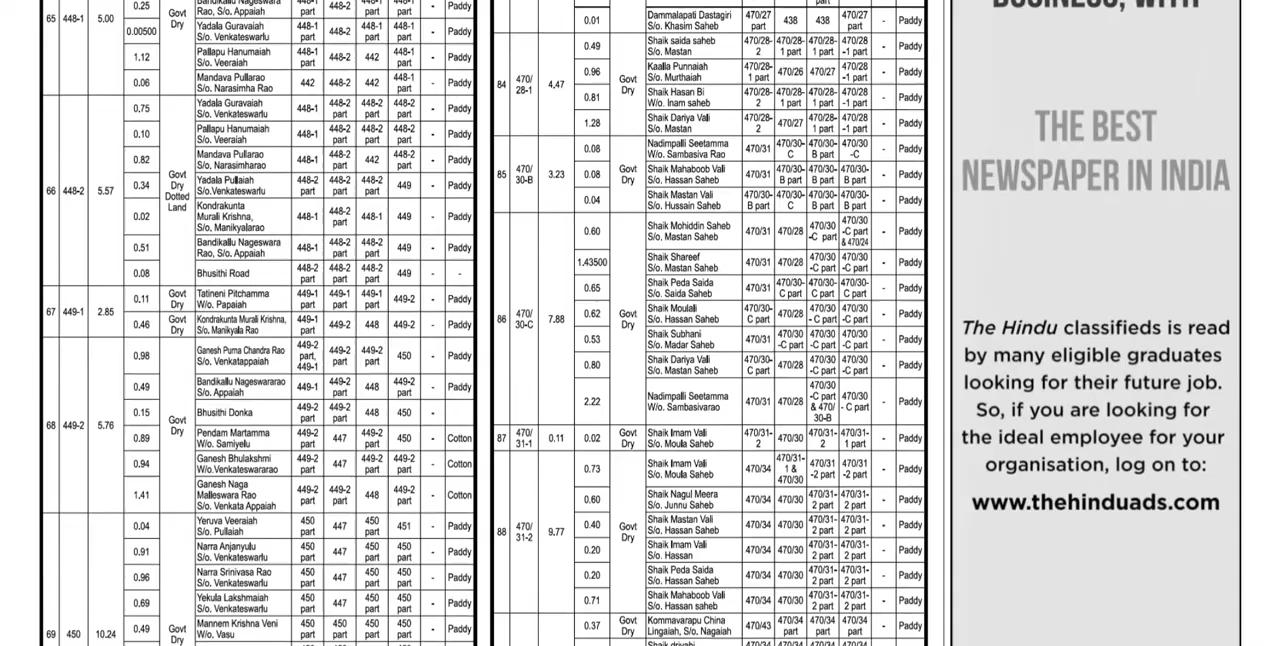 65 448-1 5.00 Govt Dry
0.25 Bandikallu Nageswara Rao, S/o. Appaiah 448-1 part 448-2 part 448-1 part - Paddy
0.00500 Yadala Guravaiah S/o. Venkateswarlu 448-1 part 448-2 448-1 part 448-1 part - Paddy
1.12 Pallapu Hanumaiah S/o. Veeraiah 448-1 part 448-2 442 448-1 part - Paddy
0.06 Mandava Pullarao S/o. Narasimha Rao 442 448-2 448-1 part 448-1 part - Paddy
66 448-2 5.57 Govt Dry Dotted Land
0.75 Yadala Guravaiah S/o. Venkateswarlu 448-1 448-2 part 448-2 part 448-2 part - Paddy
0.10 Pallapu Hanumaiah S/o. Veeraiah 448-1 448-2 part 448-2 part 448-2 part - Paddy
0.82 Mandava Pullarao S/o. Narasimharao 448-1 448-2 part 442 448-2 part - Paddy
0.34 Yadala Pullaiah S/o.Venkateswarlu 448-2 part 448-2 part 448-2 part 449 - Paddy
0.02 Kondrakunta Murali Krishna, S/o, Manikyalarao 448-1 448-2 part 448-1 449 - Paddy
0.51 Bandikallu Nageswara Rao, S/o. Appaiah 448-1 448-2 part 448-2 part 449 - Paddy
0.08 Bhusithi Road 448-2 part 448-2 part 448-2 part 449 - -
67 449-1 2.85
0.11 Govt Dry Tatineni Pitchamma W/o. Papaiah 449-1 part 449-1 part 449-1 part 449-2 - Paddy
0.46 Govt Dry Kondrakunta Murali Krishna, S/o. Manikyala Rao 449-1 part 449-2 448 449-2 - Paddy
68 449-2 5.76 Govt Dry
0.98 Ganesh Purna Chandra Rao S/o. Venkatappaiah 449-2 part, 449-1 449-2 part 449-2 part 450 - Paddy
0.49 Bandikallu Nageswararao S/o. Appaiah 449-1 449-2 part 448 449-2 part - Paddy
0.15 Bhusithi Donka 449-2 part 449-2 part 448 450 -
0.89 Pendam Martamma W/o. Samiyelu 449-2 part 447 449-2 part 450 - Cotton
0.94 Ganesh Bhulakshmi W/o.Venkateswararao 449-2 part 447 449-2 part 449-2 part - Cotton
1.41 Ganesh Naga Malleswara Rao S/o. Venkata Appaiah 449-2 part 449-2 part 448 449-2 part - Cotton
69 450 10.24 Govt Dry
0.04 Yeruva Veeraiah S/o. Pullaiah 450 part 447 450 part 451 - Paddy
0.91 Narra Anjanyulu S/o. Venkateswarlu 450 part 447 450 part 450 part - Paddy
0.96 Narra Srinivasa Rao S/o. Venkateswarlu 450 part 447 450 part 450 part - Paddy
0.69 Yekula Lakshmaiah S/o. Venkateswarlu 450 part 447 450 part 450 part - Paddy
0.49 Mannem Krishna Veni W/o. Vasu 450 part 450 part 450 part 450 part - Paddy
part
0.01 Dammalapati Dastagiri S/o. Khasim Saheb 470/27 part 438 438 470/27 part - Paddy
84 470/28-1 4.47 Govt Dry
0.49 Shaik saida saheb S/o. Mastan 470/28-2 470/28-1 part 470/28-1 part 470/28-1 part - Paddy
0.96 Kaalla Punnaiah S/o. Murthaiah 470/28-1 part 470/26 470/27 470/28-1 part - Paddy
0.81 Shaik Hasan Bi W/o. Inam saheb 470/28-2 470/28-1 part 470/28-1 part 470/28-1 part - Paddy
1.28 Shaik Dariya Vali S/o. Mastan 470/28-2 470/27 470/28-1 part 470/28-1 part - Paddy
85 470/30-B 3.23 Govt Dry
0.08 Nadimpalli Seetamma W/o. Sambasiva Rao 470/31 470/30-C 470/30-B part 470/30-C - Paddy
0.08 Shaik Mahaboob Vali S/o. Hassan Saheb 470/31 470/30-B part 470/30-B part 470/30-B part - Paddy
0.04 Shaik Mastan Vali S/o. Hussain Saheb 470/30-B part 470/30-C 470/30-B part 470/30-B part - Paddy
86 470/30-C 7.88 Govt Dry
0.60 Shaik Mohiddin Saheb S/o. Mastan Saheb 470/31 470/28 470/30-C part 470/30-C part & 470/24 - Paddy
1.43500 Shaik Shareef S/o. Mastan Saheb 470/31 470/28 470/30-C part 470/30-C part - Paddy
0.65 Shaik Peda Saida S/o. Saida Saheb 470/31 470/30-C part 470/30-C part 470/30-C part - Paddy
0.62 Shaik Moulali S/o. Hassan Saheb 470/30-C part 470/28 470/30-C part 470/30-C part - Paddy
0.53 Shaik Subhani S/o. Madar Saheb 470/31 470/30-C part 470/30-C part 470/30-C part - Paddy
0.80 Shaik Dariya Vali S/o. Mastan Saheb 470/30-C part 470/28 470/30-C part 470/30-C part - Paddy
2.22 Nadimpalli Seetamma W/o. Sambasivarao 470/31 470/28 470/30-C part & 470/30-B 470/30- C part - Paddy
87 470/31-1 0.11 0.02 Govt Dry Shaik Imam Vali S/o. Moula Saheb 470/31-2 470/30 470/31-2 470/31-1 part - Paddy
88 470/31-2 9.77 Govt Dry
0.73 Shaik Imam Vali S/o. Moula Saheb 470/34 470/31-1 & 470/30 470/31-2 part 470/31-2 part - Paddy
0.60 Shaik Nagul Meera S/o. Junnu Saheb 470/34 470/30 470/31-2 part 470/31-2 part - Paddy
0.40 Shaik Mastan Vali S/o. Hassan Saheb 470/34 470/30 470/31-2 part 470/31-2 part - Paddy
0.20 Shaik Imam Vali S/o. Hassan 470/34 470/30 470/31-2 part 470/31-2 part - Paddy
0.20 Shaik Peda Saida S/o. Hassan Saheb 470/34 470/30 470/31-2 part 470/31-2 part - Paddy
0.71 Shaik Mahaboob Vali S/o. Hassan saheb 470/34 470/30 470/31-2 part 470/31-2 part - Paddy
0.37 Govt Dry Kommavarapu China Lingaiah, S/o. Nagaiah 470/43 470/34 part 470/34 part 470/34 part - Paddy
BUSINESS, WITH
THE BEST
NEWSPAPER IN INDIA
The Hindu classifieds is read
by many eligible graduates
looking for their future job.
So, if you are looking for
the ideal employee for your
organisation, log on to:
www.thehinduads.com